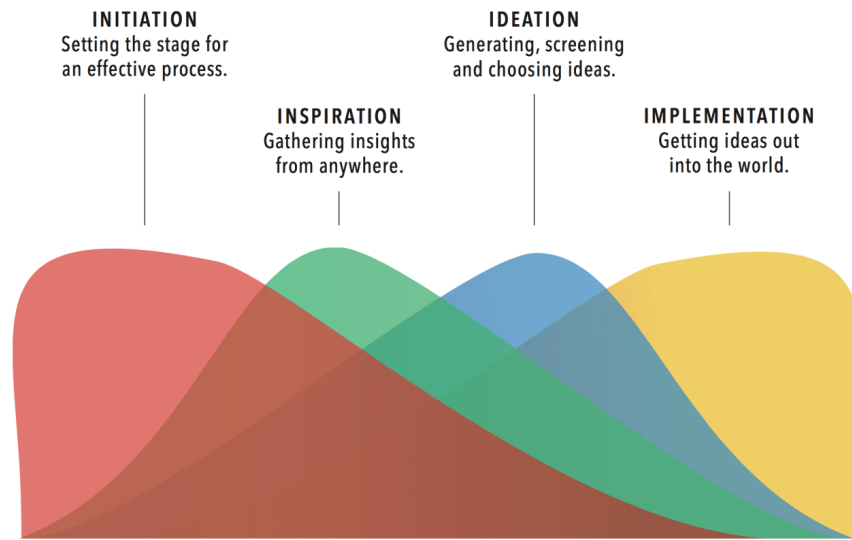 INITIATION
Setting the stage for
an effective process.
INSPIRATION
Gathering insights
from anywhere.
IDEATION
Generating, screening
and choosing ideas.
IMPLEMENTATION
Getting ideas out
into the world.